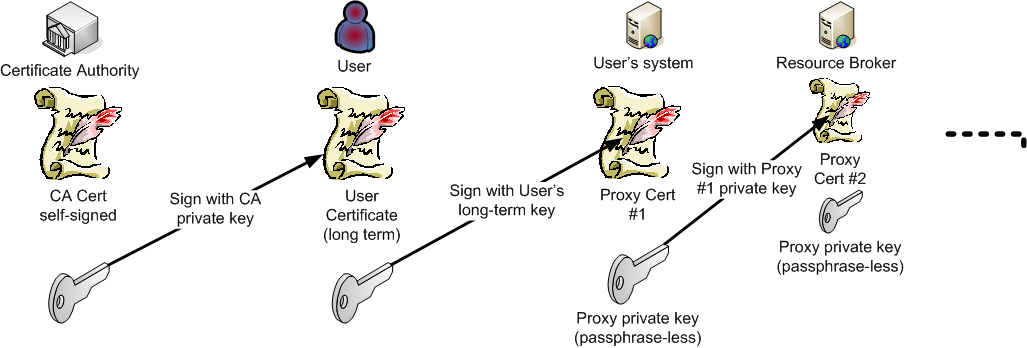 Certificate Authority
User
User's system
Resource Broker
CA Cert
self-signed
Sign with CA
private key
User
Certificate
(long term)
Sign with User's
long-term key
Proxy Cert
#1
Sign with Proxy
#1 private key
Proxy
Cert #2
Proxy private key
(passphrase-less)
Proxy private key
(passphrase-less)